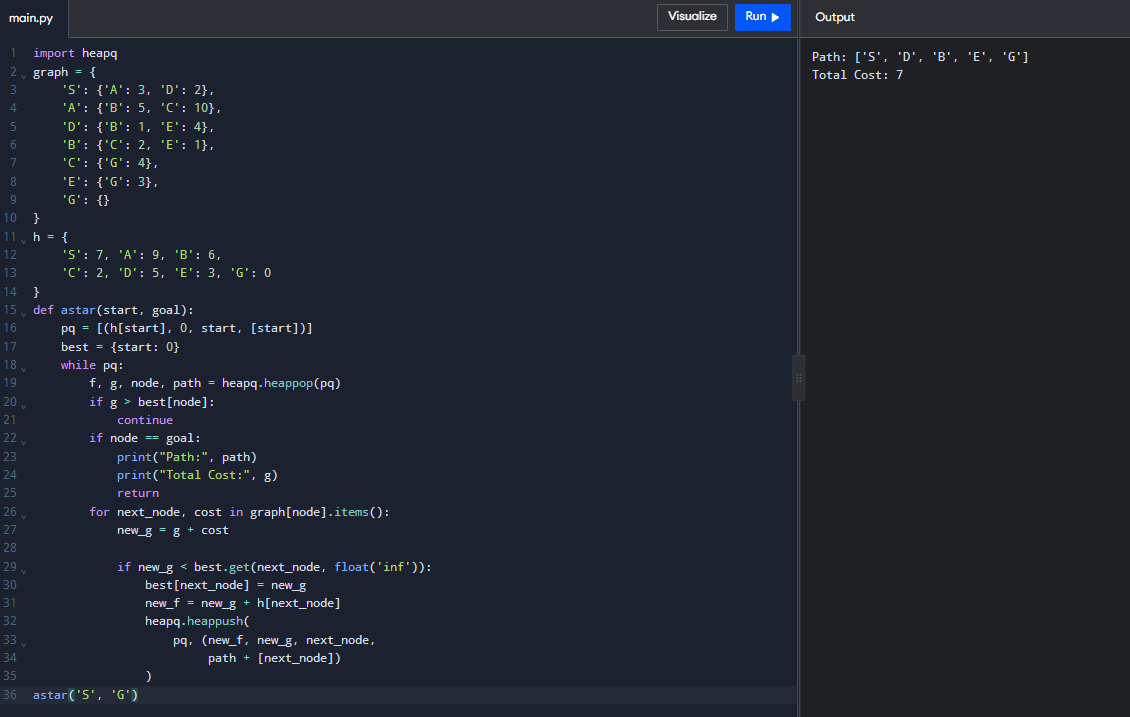 main.py
Visualize
Run
Output
1 import heapq
2 graph = {
3     'S': {'A': 3, 'D': 2},
4     'A': {'B': 5, 'C': 10},
5     'D': {'B': 1, 'E': 4},
6     'B': {'C': 2, 'E': 1},
7     'C': {'G': 4},
8     'E': {'G': 3},
9     'G': {}
10 }
11 h = {
12     'S': 7, 'A': 9, 'B': 6,
13     'C': 2, 'D': 5, 'E': 3, 'G': 0
14 }
15 def astar(start, goal):
16     pq = [(h[start], 0, start, [start])]
17     best = {start: 0}
18     while pq:
19         f, g, node, path = heapq.heappop(pq)
20         if g > best[node]:
21             continue
22         if node == goal:
23             print("Path:", path)
24             print("Total Cost:", g)
25             return
26         for next_node, cost in graph[node].items():
27             new_g = g + cost
28
29             if new_g < best.get(next_node, float('inf')):
30                 best[next_node] = new_g
31                 new_f = new_g + h[next_node]
32                 heapq.heappush(
33                     pq, (new_f, new_g, next_node,
34                          path + [next_node])
35                 )
36 astar('S', 'G')
Path: ['S', 'D', 'B', 'E', 'G']
Total Cost: 7